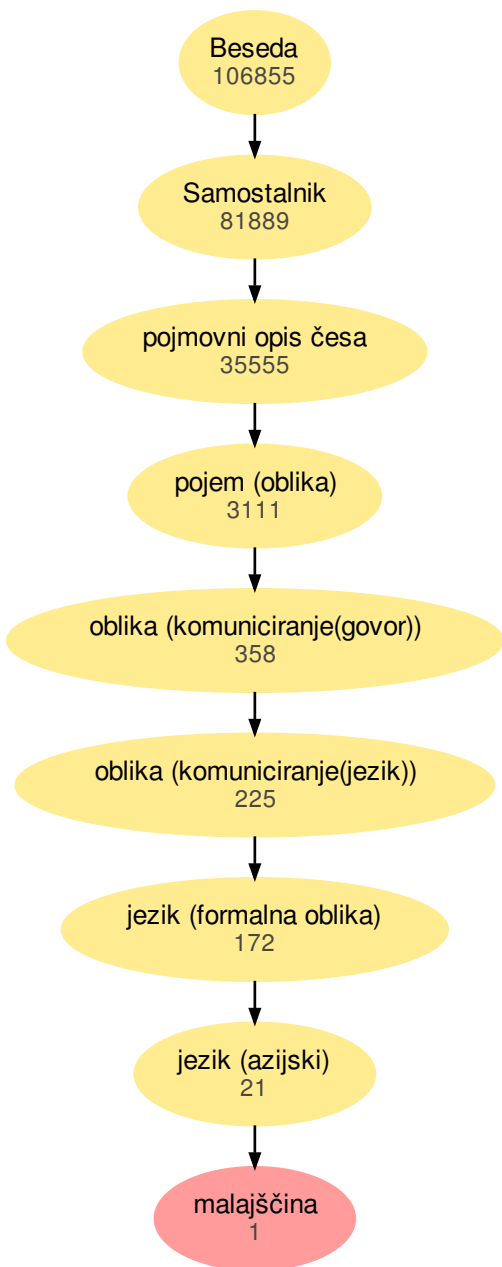 Beseda
106855
Samostalnik
81889
pojmovni opis česa
35555
pojem (oblika)
3111
oblika (komuniciranje(govor))
358
oblika (komuniciranje(jezik))
225
jezik (formalna oblika)
172
jezik (azijski)
21
malajščina
1